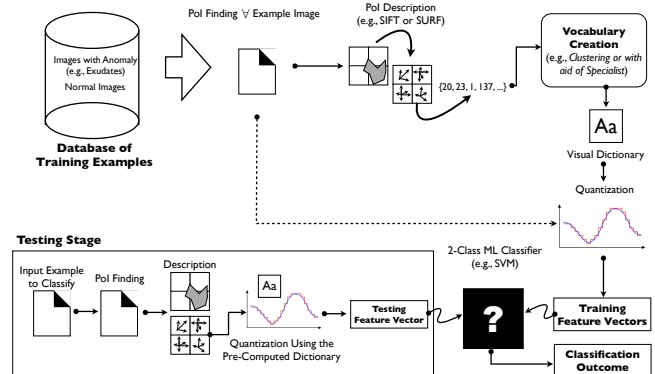 PoI Finding ∀ Example Image
PoI Description
(e.g., SIFT or SURF)
Vocabulary
Creation
(e., Clustering or with
aid of Specialist)
Images with Anomaly
(e.g., Exudates)
Normal Images
{20, 23, 1, 137, ...}
Database of
Training Examples
Aa
Visual Dictionary
Quantization
Testing Stage
Input Example
to Classify
PoI Finding
Description
Aa
Quantization Using the
Pre-Computed Dictionary
Testing
Feature Vector
2-Class ML Classifier
(e.g., SVM)
?
Training
Feature Vectors
Classification
Outcome